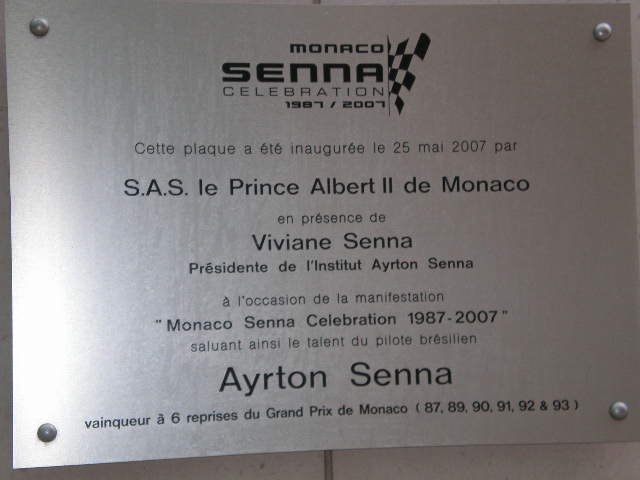 MONACO
SENNA
CELEBRATION
1987 / 2007
Cette plaque a été inaugurée le 25 mai 2007 par
S.A.S. le Prince Albert II de Monaco
en présence de
Viviane Senna
Présidente de l'Institut Ayrton Senna
à l'occasion de la manifestation
"Monaco Senna Celebration 1987-2007"
saluant ainsi le talent du pilote brésilien
Ayrton Senna
vainqueur à 6 reprises du Grand Prix de Monaco ( 87, 89, 90, 91, 92 & 93 )